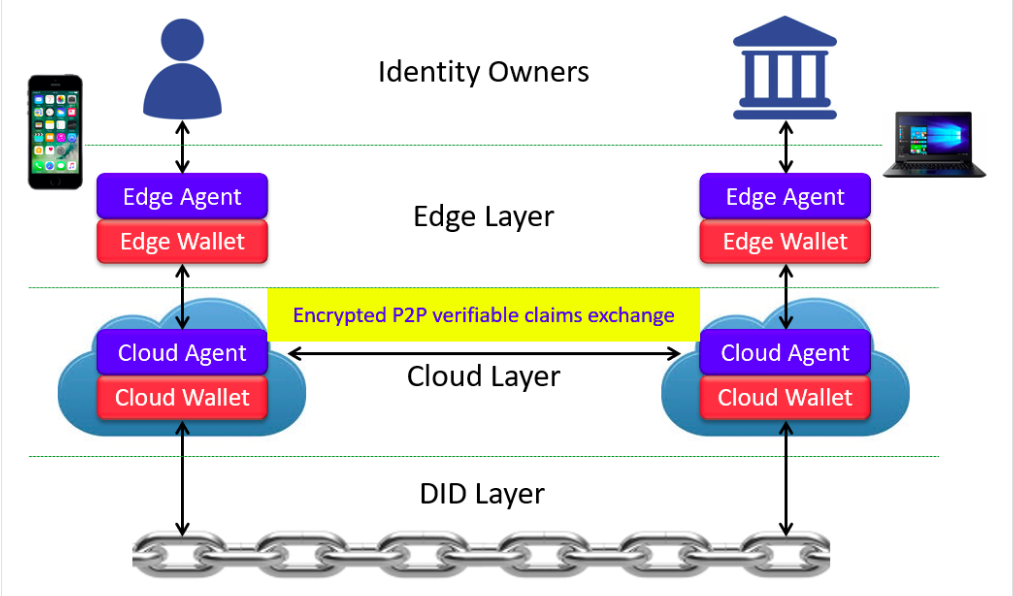 Identity Owners
Edge Agent
Edge Wallet
Edge Layer
Edge Agent
Edge Wallet
Encrypted P2P verifiable claims exchange
Cloud Agent
Cloud Wallet
Cloud Layer
Cloud Agent
Cloud Wallet
DID Layer